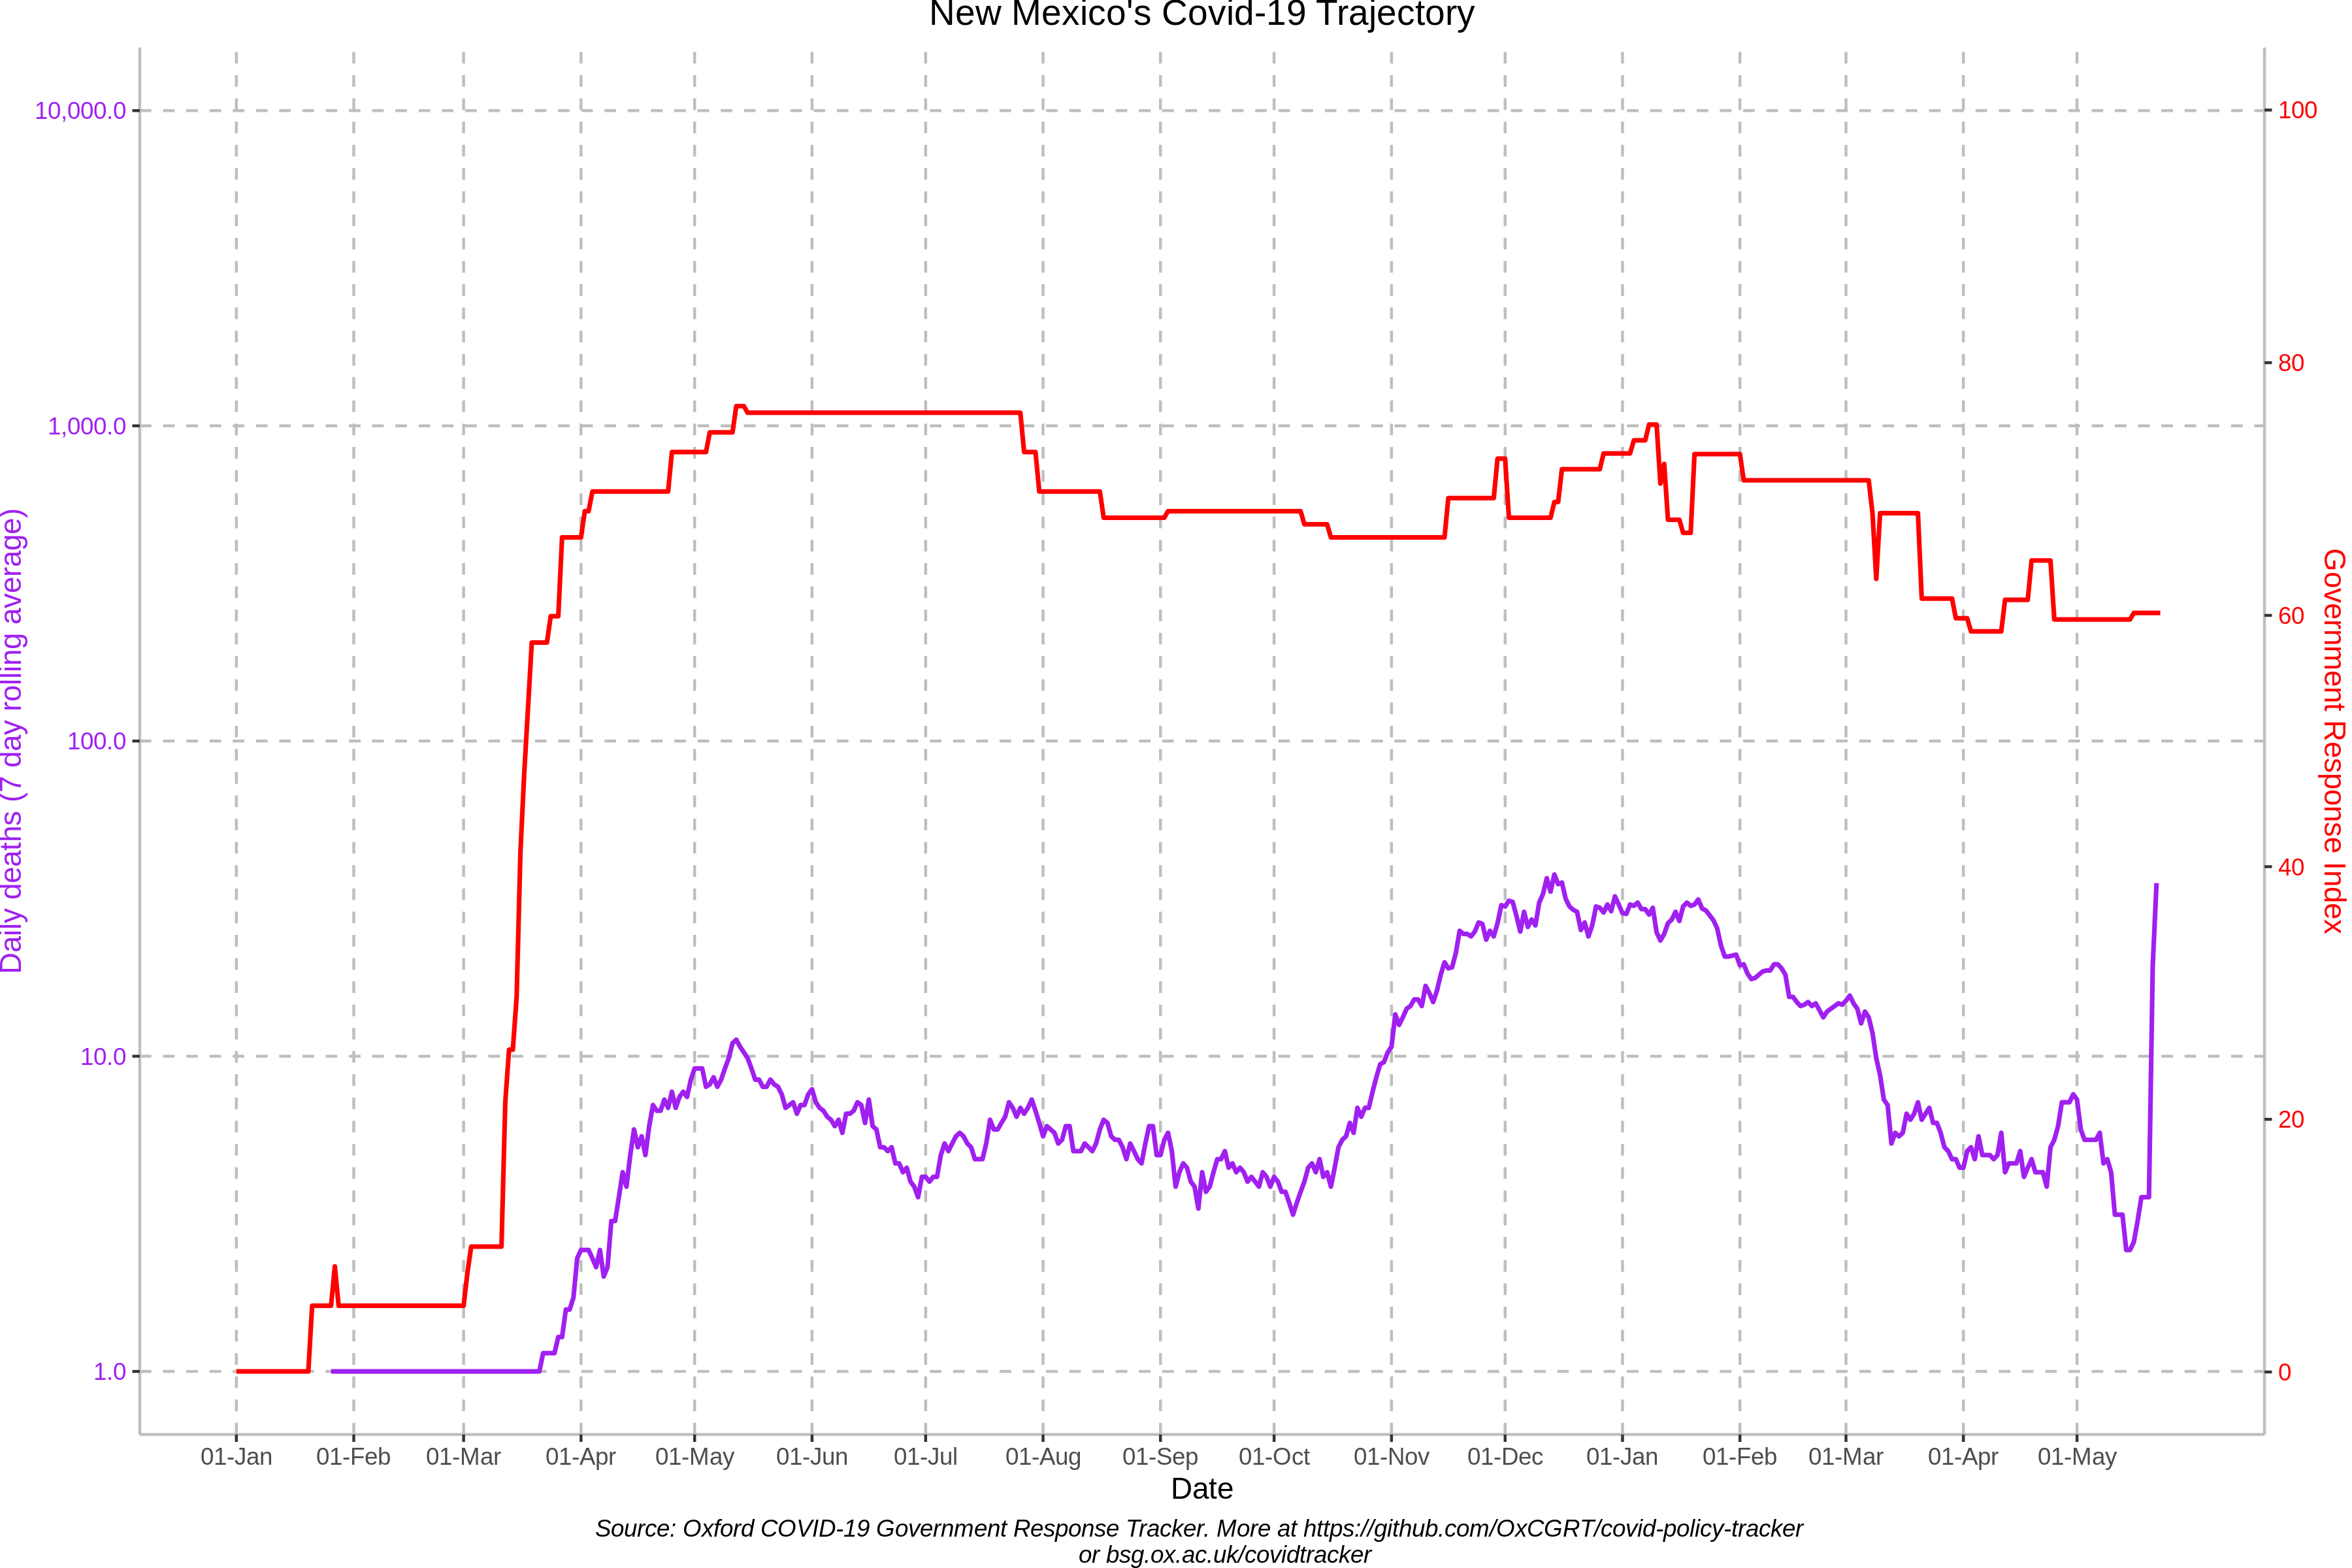 New Mexico's Covid-19 Trajectory
10,000.0
1,000.0
100.0
10.0
1.0
Daily deaths (7 day rolling average)
100
80
60
40
20
0
Government Response Index
01-Jan 01-Feb 01-Mar 01-Apr 01-May 01-Jun 01-Jul 01-Aug 01-Sep 01-Oct 01-Nov 01-Dec 01-Jan 01-Feb 01-Mar 01-Apr 01-May
Date
Source: Oxford COVID-19 Government Response Tracker. More at https://github.com/OxCGRT/covid-policy-tracker
or bsg.ox.ac.uk/covidtracker